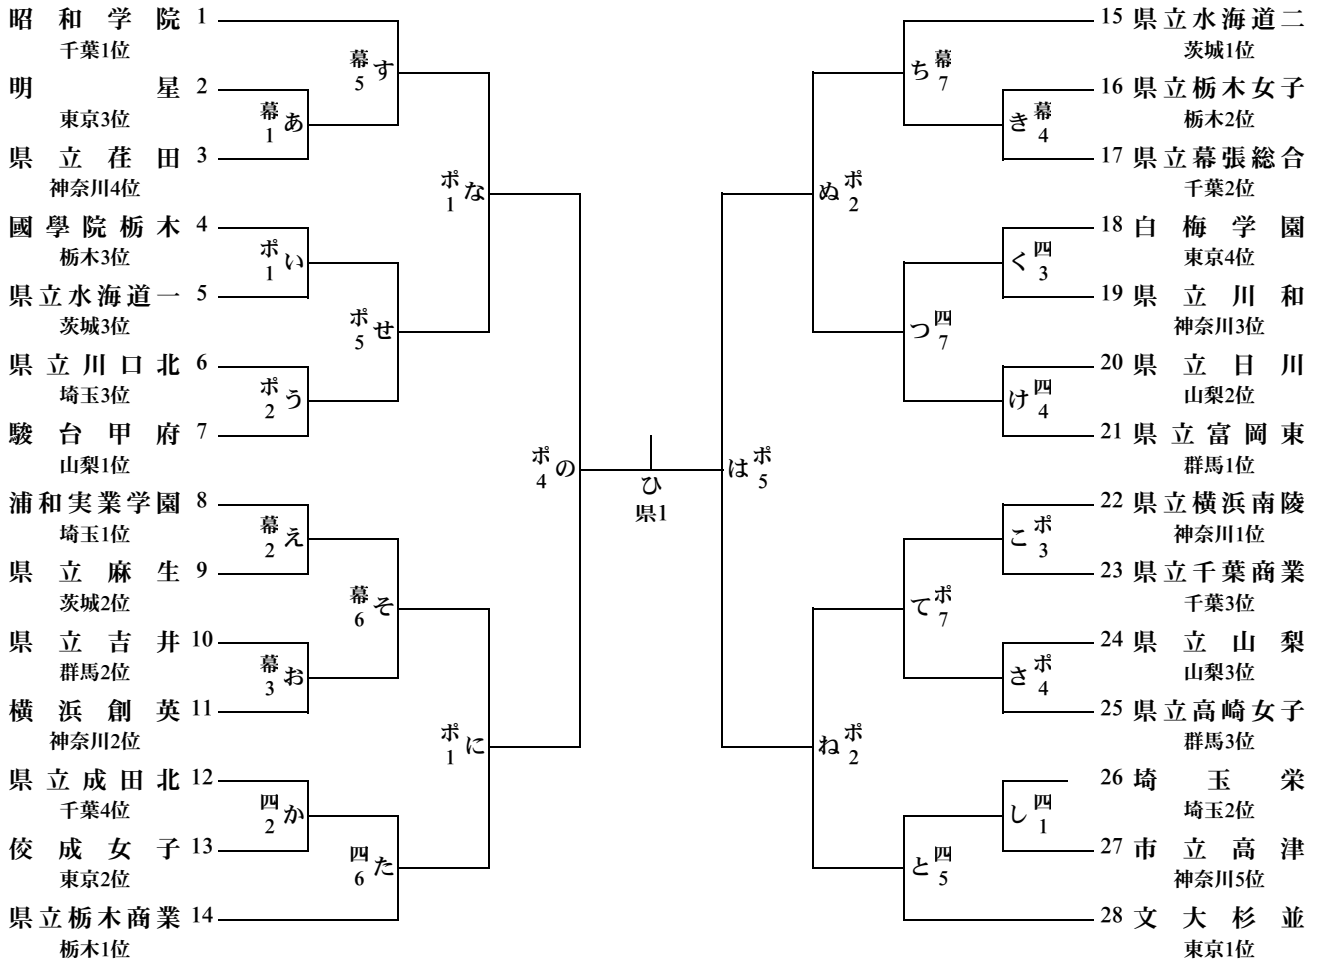 昭和学院 1
千葉1位
明星 2
東京3位
県立荏田 3
神奈川4位
國學院栃木 4
栃木3位
県立水海道一 5
茨城3位
県立川口北 6
埼玉3位
駿台甲府 7
山梨1位
浦和実業学園 8
埼玉1位
県立麻生 9
茨城2位
県立吉井 10
群馬2位
横浜創英 11
神奈川2位
県立成田北 12
千葉4位
佼成女子 13
東京2位
県立栃木商業 14
栃木1位
幕1 あ
ポ1 い
ポ2 う
幕2 え
幕3 お
四2 か
幕5 す
ポ5 せ
幕6 そ
四6 た
ポ1 な
ポ1 に
ポ4 の
ひ
県1
は ポ5
ぬ ポ2
ね ポ2
ち 幕7
つ 四7
て ポ7
と 四5
き 幕4
く 四3
け 四4
こ ポ3
さ ポ4
し 四1
15 県立水海道二
茨城1位
16 県立栃木女子
栃木2位
17 県立幕張総合
千葉2位
18 白梅学園
東京4位
19 県立川和
神奈川3位
20 県立日川
山梨2位
21 県立富岡東
群馬1位
22 県立横浜南陵
神奈川1位
23 県立千葉商業
千葉3位
24 県立山梨
山梨3位
25 県立高崎女子
群馬3位
26 埼玉栄
埼玉2位
27 市立高津
神奈川5位
28 文大杉並
東京1位